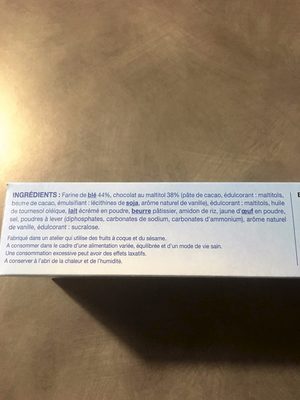 INGRÉDIENTS : Farine de blé 44%, chocolat au maltitol 38% (pâte de cacao, édulcorant : maltitols,
beurre de cacao, émulsifiant : lécithines de soja, arôme naturel de vanille), édulcorant : maltitols, huile
de tournesol oléique, lait écrémé en poudre, beurre pâtissier, amidon de riz, jaune d'œuf en poudre,
sel, poudres à lever (diphosphates, carbonates de sodium, carbonates d'ammonium), arôme naturel
de vanille, édulcorant : sucralose.
Fabriqué dans un atelier qui utilise des fruits à coque et du sésame.
A consommer dans le cadre d'une alimentation variée, équilibrée et d'un mode de vie sain.
Une consommation excessive peut avoir des effets laxatifs.
A conserver à l'abri de la chaleur et de l'humidité.